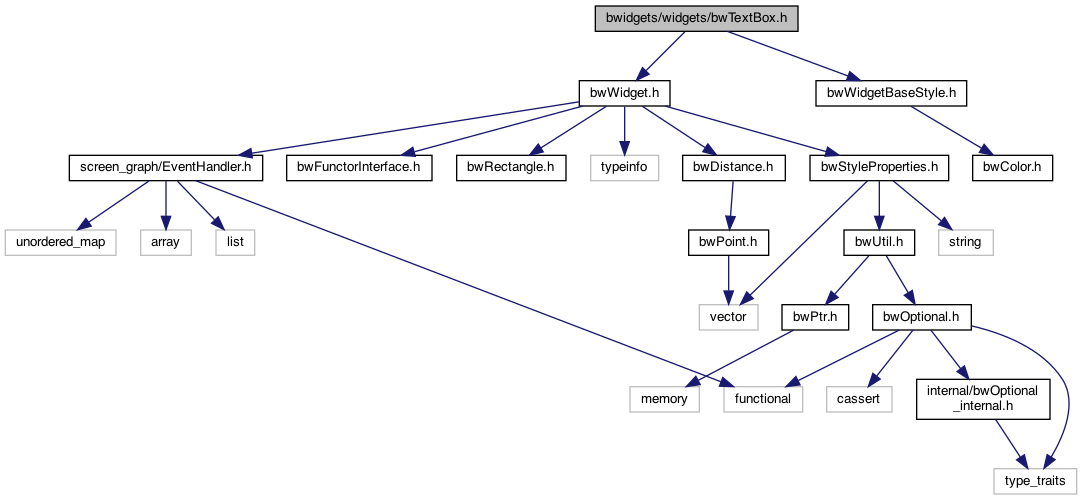 bwidgets/widgets/bwTextBox.h
bwWidget.h
bwWidgetBaseStyle.h
screen_graph/EventHandler.h
bwFunctorInterface.h
bwRectangle.h
typeinfo
bwDistance.h
bwStyleProperties.h
bwColor.h
unordered_map
array
list
bwPoint.h
bwUtil.h
string
vector
bwPtr.h
bwOptional.h
memory
functional
cassert
internal/bwOptional
_internal.h
type_traits